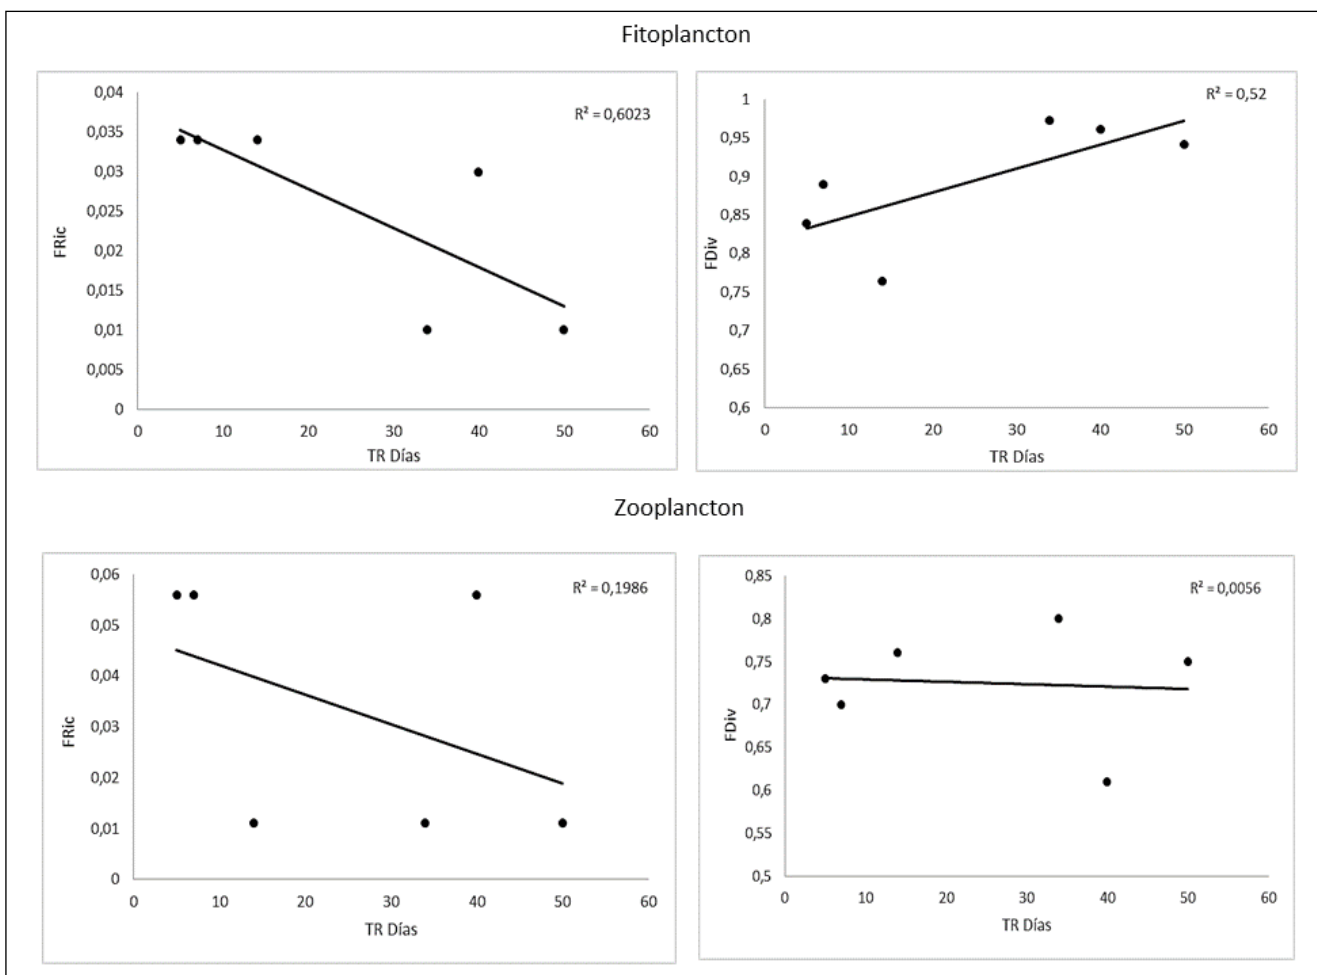 Fitoplancton
R² = 0,6023
0,04
0,035
0,03
0,025
0,02
0,015
0,01
0,005
0
FRic
0 10 20 30 40 50 60
TR Días
R² = 0,52
1
0,95
0,9
0,85
0,8
0,75
0,7
0,65
0,6
FDiv
0 10 20 30 40 50 60
TR Días
Zooplancton
R² = 0,1986
0,06
0,05
0,04
0,03
0,02
0,01
0
FRic
0 10 20 30 40 50 60
TR Días
R² = 0,0056
0,85
0,8
0,75
0,7
0,65
0,6
0,55
0,5
FDiv
0 10 20 30 40 50 60
TR Días